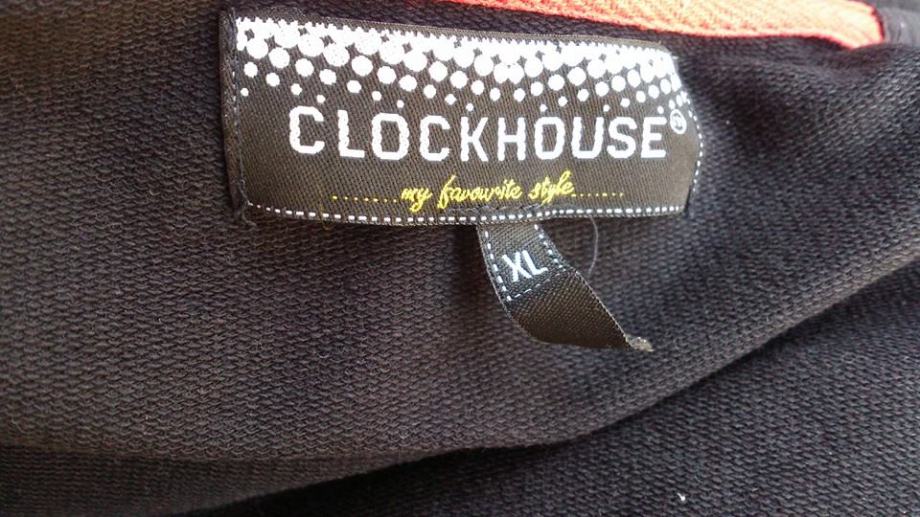 CLOCKHOUSE®
........my favourite style.......
XL